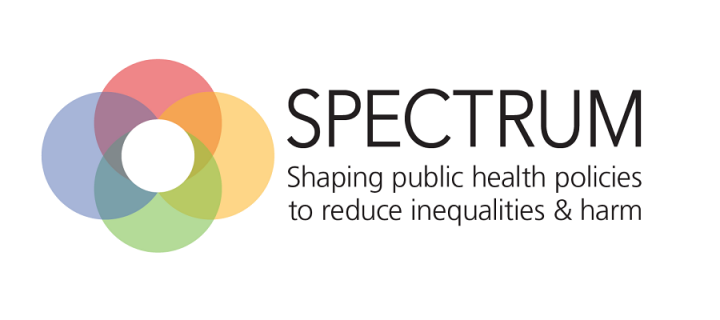 SPECTRUM
Shaping public health policies
to reduce inequalities & harm